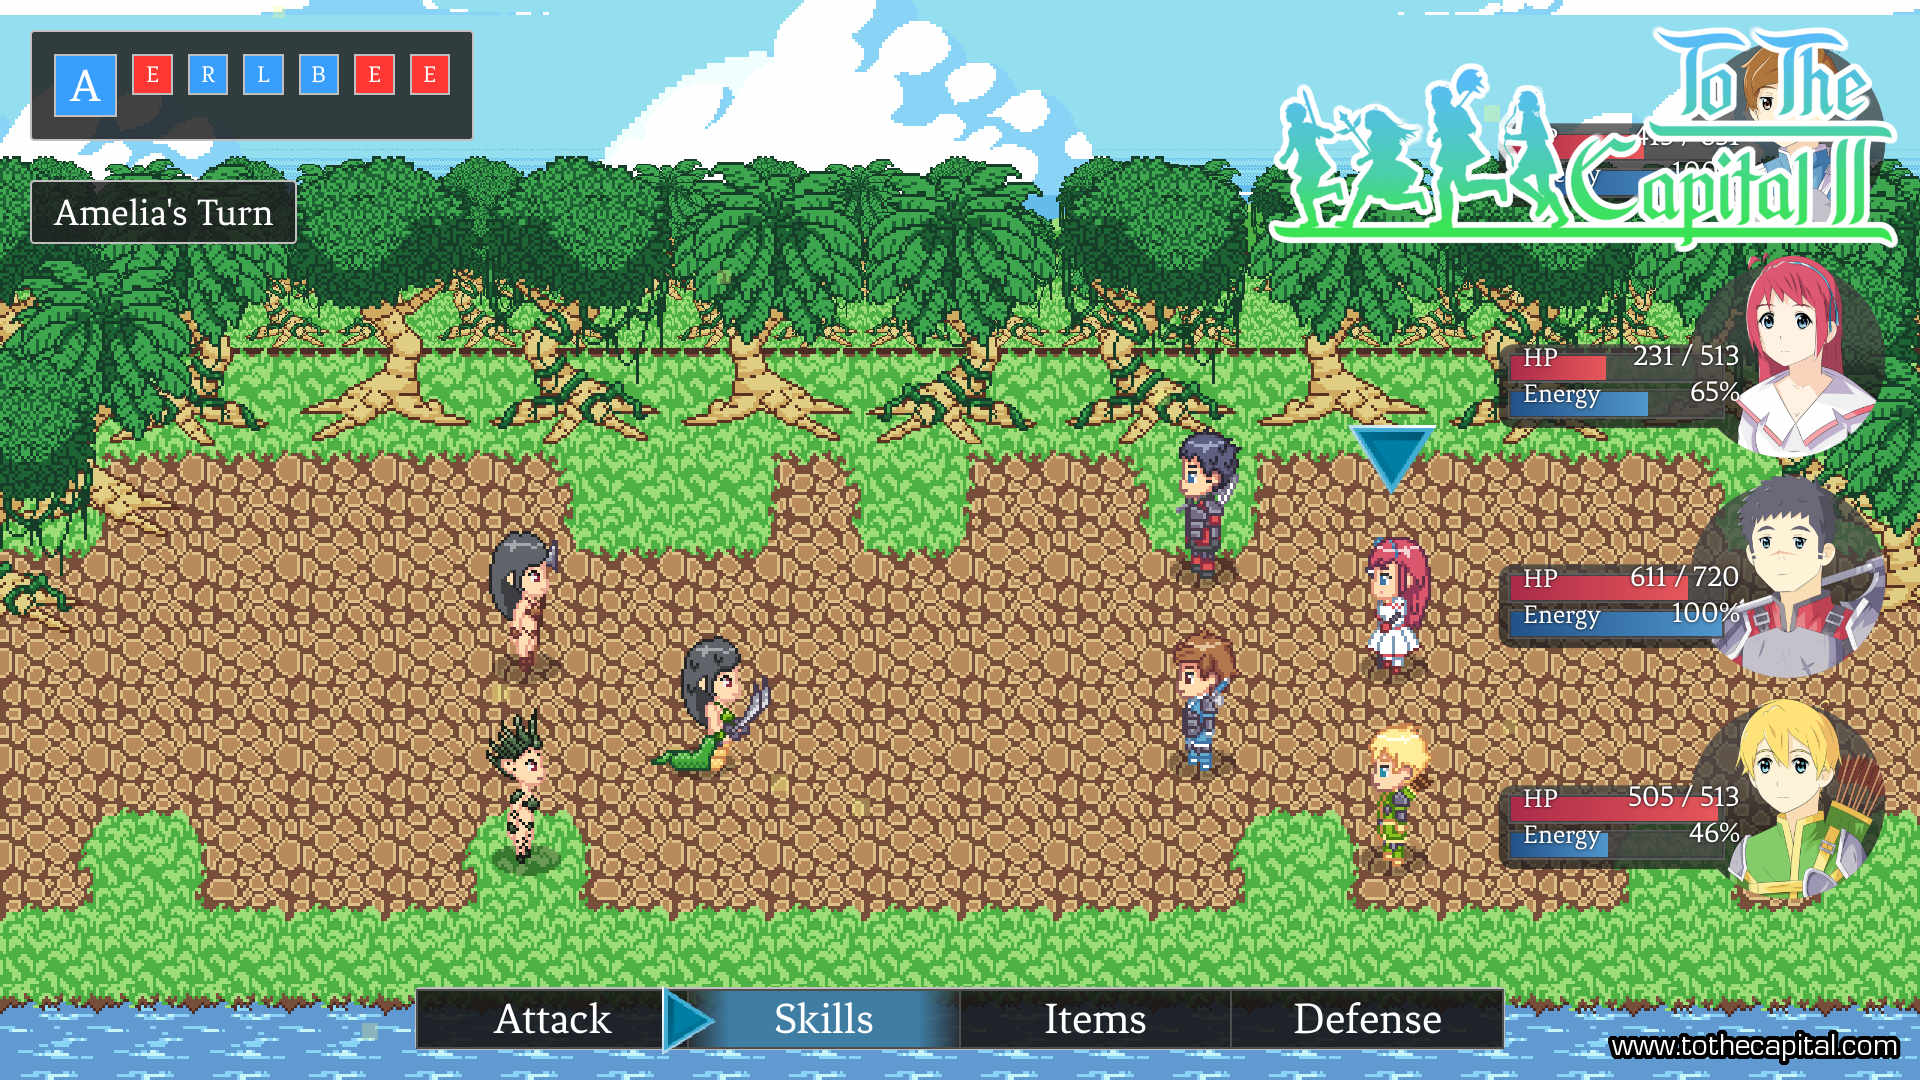 A E R L B E E
Amelia's Turn
To The
Capital II
HP 231 / 513
Energy 65%
HP 611 / 720
Energy 100%
HP 505 / 513
Energy 46%
Attack Skills Items Defense
www.tothecapital.com